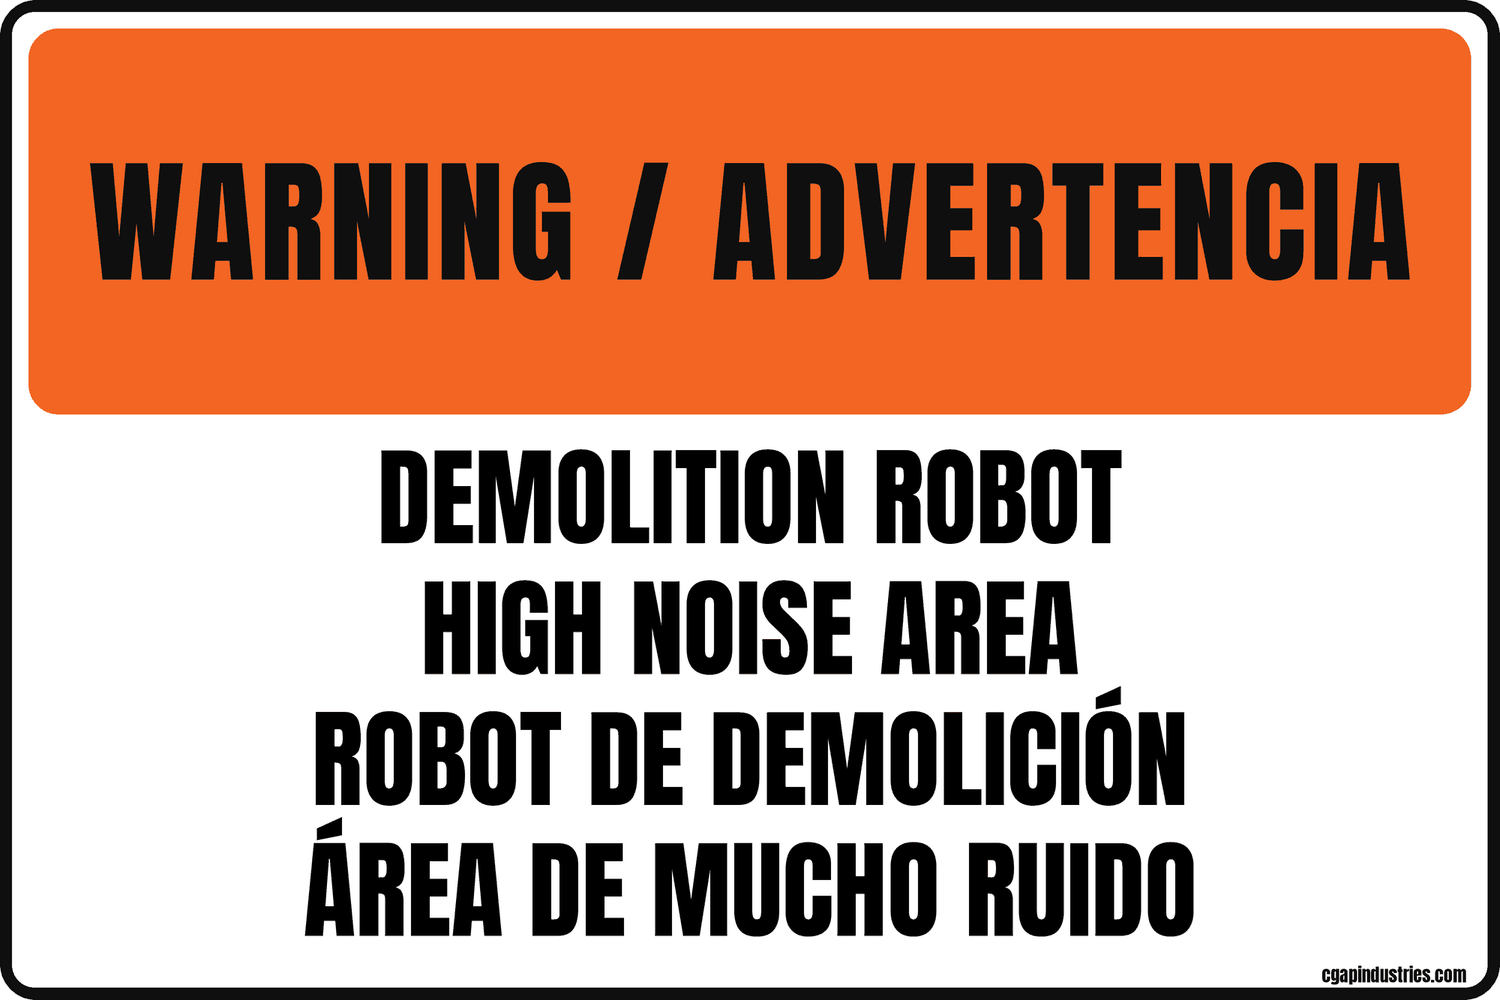 WARNING / ADVERTENCIA
DEMOLITION ROBOT
HIGH NOISE AREA
ROBOT DE DEMOLICIÓN
ÁREA DE MUCHO RUIDO
cgapindustries.com